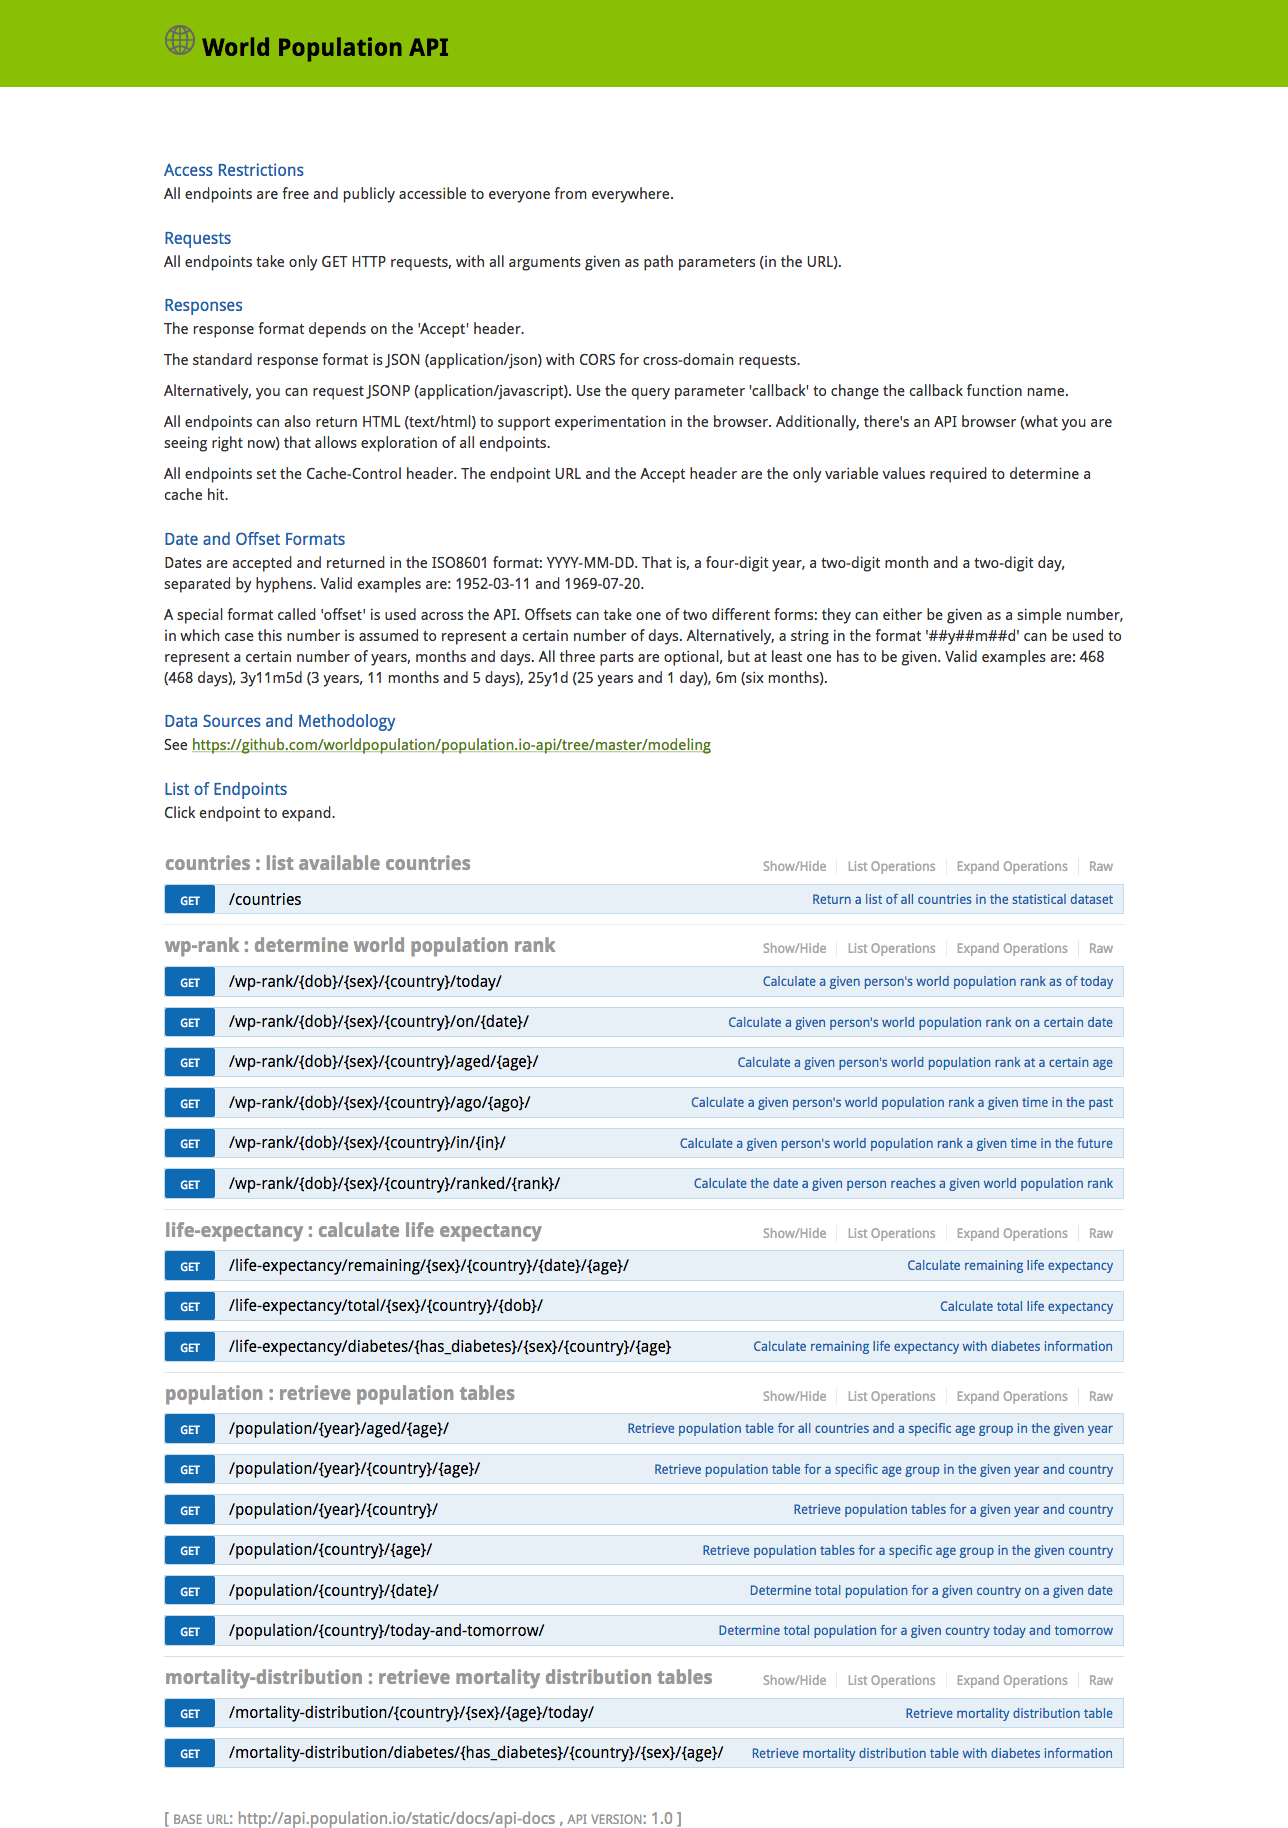 World Population API
Access Restrictions
All endpoints are free and publicly accessible to everyone from everywhere.
Requests
All endpoints take only GET HTTP requests, with all arguments given as path parameters (in the URL).
Responses
The response format depends on the 'Accept' header.
The standard response format is JSON (application/json) with CORS for cross-domain requests.
Alternatively, you can request JSONP (application/javascript). Use the query parameter 'callback' to change the callback function name.
All endpoints can also return HTML (text/html) to support experimentation in the browser. Additionally, there's an API browser (what you are
seeing right now) that allows exploration of all endpoints.
All endpoints set the Cache-Control header. The endpoint URL and the Accept header are the only variable values required to determine a
cache hit.
Date and Offset Formats
Dates are accepted and returned in the ISO8601 format: YYYY-MM-DD. That is, a four-digit year, a two-digit month and a two-digit day,
separated by hyphens. Valid examples are: 1952-03-11 and 1969-07-20.
A special format called 'offset' is used across the API. Offsets can take one of two different forms: they can either be given as a simple number,
in which case this number is assumed to represent a certain number of days. Alternatively, a string in the format '##y##m##d' can be used to
represent a certain number of years, months and days. All three parts are optional, but at least one has to be given. Valid examples are: 468
(468 days), 3y11m5d (3 years, 11 months and 5 days), 25y1d (25 years and 1 day), 6m (six months).
Data Sources and Methodology
See https://github.com/worldpopulation/population.io-api/tree/master/modeling
List of Endpoints
Click endpoint to expand.
countries : list available countries Show/Hide List Operations Expand Operations Raw
GET /countries Return a list of all countries in the statistical dataset
wp-rank : determine world population rank Show/Hide List Operations Expand Operations Raw
GET /wp-rank/{dob}/{sex}/{country}/today/ Calculate a given person's world population rank as of today
GET /wp-rank/{dob}/{sex}/{country}/on/{date}/ Calculate a given person's world population rank on a certain date
GET /wp-rank/{dob}/{sex}/{country}/aged/{age}/ Calculate a given person's world population rank at a certain age
GET /wp-rank/{dob}/{sex}/{country}/ago/{ago}/ Calculate a given person's world population rank a given time in the past
GET /wp-rank/{dob}/{sex}/{country}/in/{in}/ Calculate a given person's world population rank a given time in the future
GET /wp-rank/{dob}/{sex}/{country}/ranked/{rank}/ Calculate the date a given person reaches a given world population rank
life-expectancy : calculate life expectancy Show/Hide List Operations Expand Operations Raw
GET /life-expectancy/remaining/{sex}/{country}/{date}/{age}/ Calculate remaining life expectancy
GET /life-expectancy/total/{sex}/{country}/{dob}/ Calculate total life expectancy
GET /life-expectancy/diabetes/{has_diabetes}/{sex}/{country}/{age} Calculate remaining life expectancy with diabetes information
population : retrieve population tables Show/Hide List Operations Expand Operations Raw
GET /population/{year}/aged/{age}/ Retrieve population table for all countries and a specific age group in the given year
GET /population/{year}/{country}/{age}/ Retrieve population table for a specific age group in the given year and country
GET /population/{year}/{country}/ Retrieve population tables for a given year and country
GET /population/{country}/{age}/ Retrieve population tables for a specific age group in the given country
GET /population/{country}/{date}/ Determine total population for a given country on a given date
GET /population/{country}/today-and-tomorrow/ Determine total population for a given country today and tomorrow
mortality-distribution : retrieve mortality distribution tables Show/Hide List Operations Expand Operations Raw
GET /mortality-distribution/{country}/{sex}/{age}/today/ Retrieve mortality distribution table
GET /mortality-distribution/diabetes/{has_diabetes}/{country}/{sex}/{age}/ Retrieve mortality distribution table with diabetes information
[ BASE URL: http://api.population.io/static/docs/api-docs , API VERSION: 1.0 ]